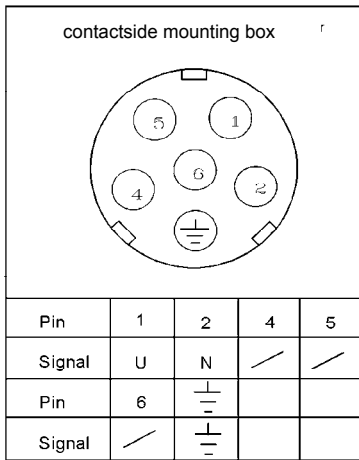 contactside mounting box r
5 1
6
4 2
Pin 1 2 4 5
Signal U N / /
Pin 6 ⏚
Signal / ⏚